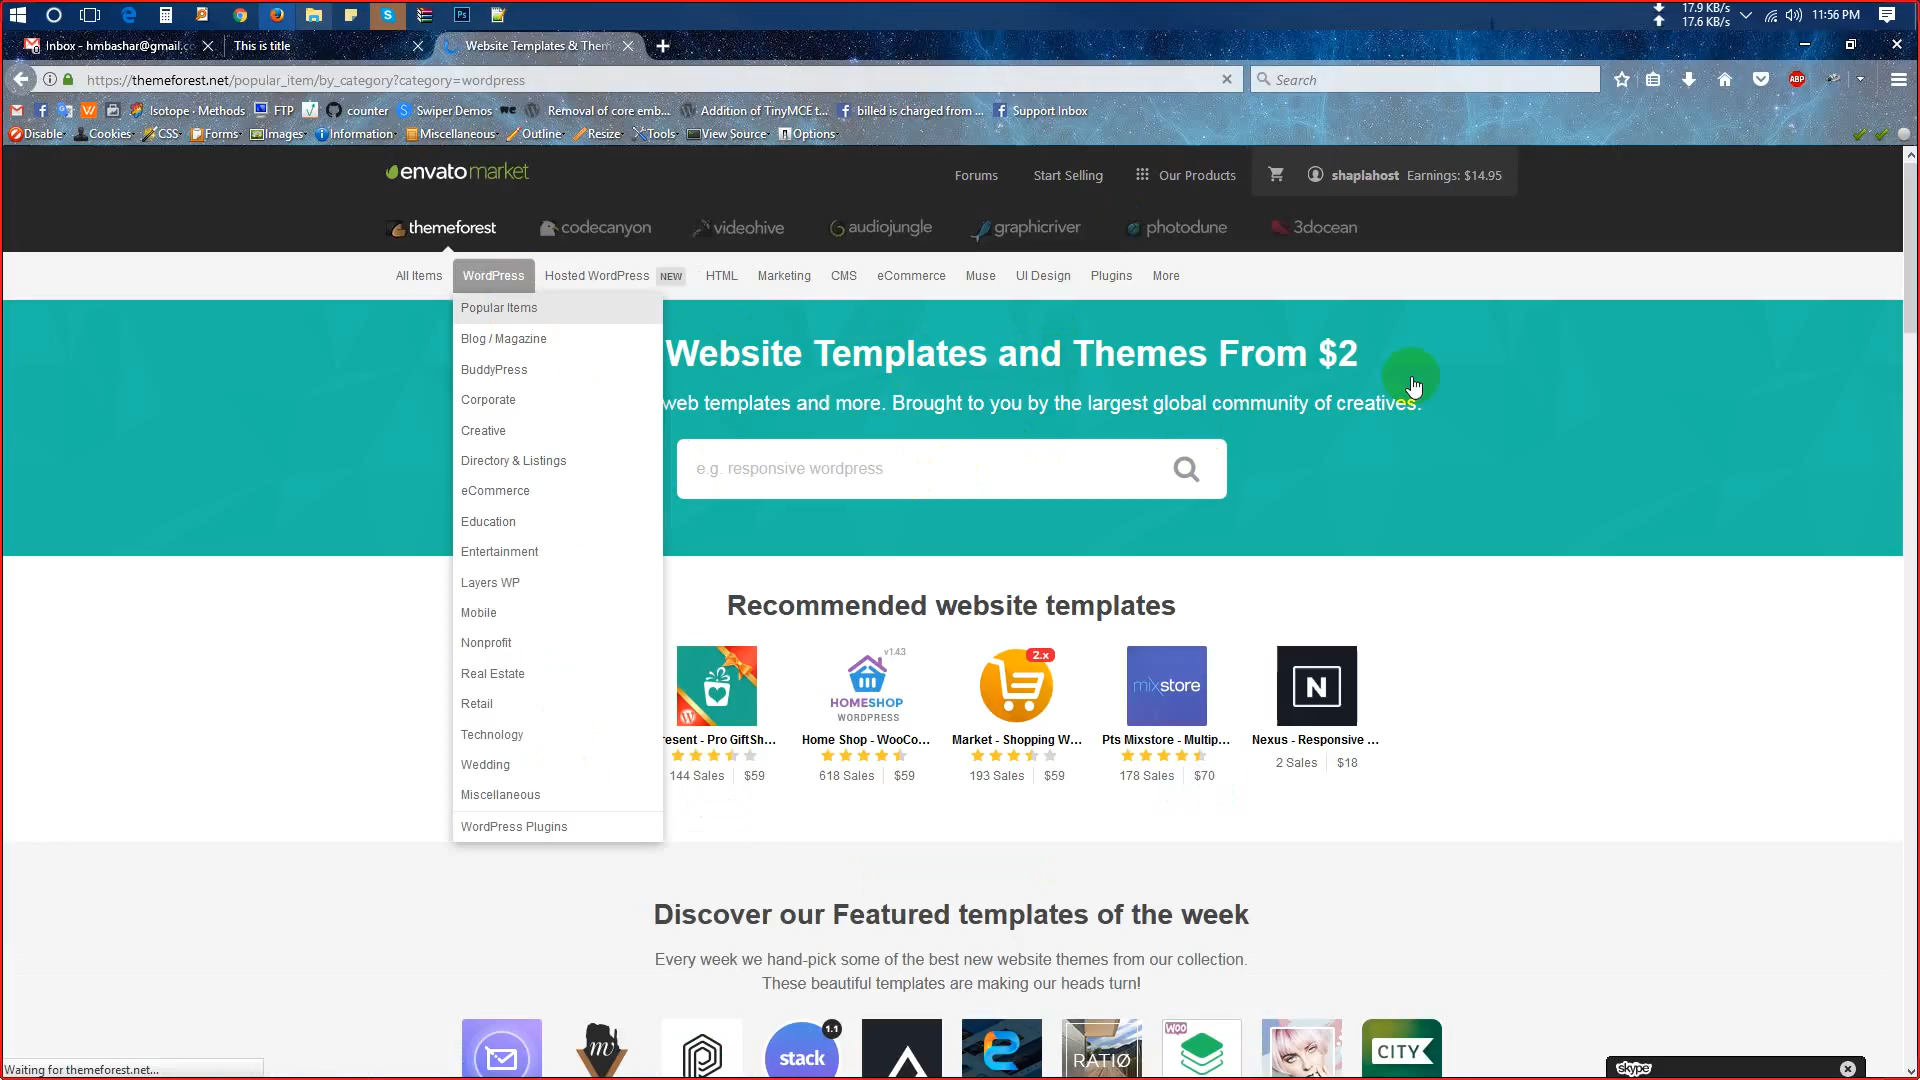 17.9 KB/s
17.6 KB/s
11:56 PM
Inbox - hmbashar@gmail.c
This is title
Website Templates & Them
https://themeforest.net/popular_item/by_category?category=wordpress
Search
ABP
Isotope · Methods
FTP
counter
Swiper Demos
we
Removal of core emb...
Addition of TinyMCE t...
billed is charged from ...
Support Inbox
Disable
Cookies
CSS
Forms
Images
Information
Miscellaneous
Outline
Resize
Tools
View Source
Options
envatomarket
Forums
Start Selling
Our Products
shaplahost
Earnings: $14.95
themeforest
codecanyon
videohive
audiojungle
graphicriver
photodune
3docean
All Items
WordPress
Hosted WordPress NEW
HTML
Marketing
CMS
eCommerce
Muse
UI Design
Plugins
More
Popular Items
Blog / Magazine
BuddyPress
Corporate
Creative
Directory & Listings
eCommerce
Education
Entertainment
Layers WP
Mobile
Nonprofit
Real Estate
Retail
Technology
Wedding
Miscellaneous
WordPress Plugins
Website Templates and Themes From $2
web templates and more. Brought to you by the largest global community of creatives.
e.g. responsive wordpress
Recommended website templates
v1.4.3
HOMESHOP
WORDPRESS
2.x
mixstore
N
resent - Pro GiftSh...
Home Shop - WooCo...
Market - Shopping W...
Pts Mixstore - Multip...
Nexus - Responsive ...
144 Sales
$59
618 Sales
$59
193 Sales
$59
178 Sales
$70
2 Sales
$18
Discover our Featured templates of the week
Every week we hand-pick some of the best new website themes from our collection.
These beautiful templates are making our heads turn!
m
stack
1.1
RATIO
WOO
CITY
Waiting for themeforest.net...
skype